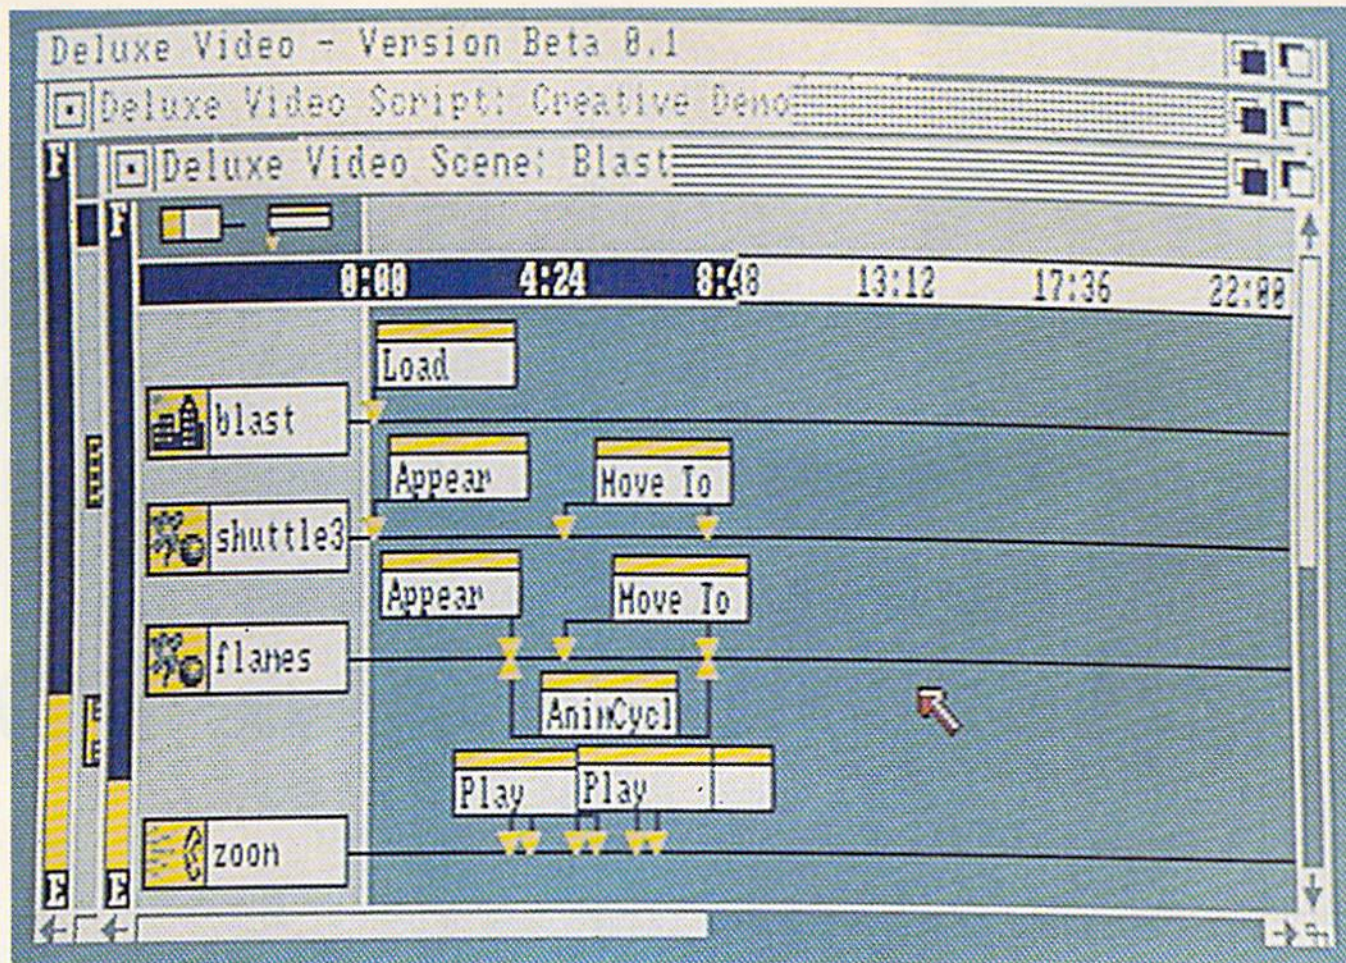 Deluxe Video - Version Beta 0.1
Deluxe Video Script: Creative Demo
F
Deluxe Video Scene: Blast
F
0:00 4:24 8:48 13:12 17:36 22:00
Load
blast
Appear Move To
shuttle3
Appear Move To
flames
AnimCycl
Play Play
zoom
E E